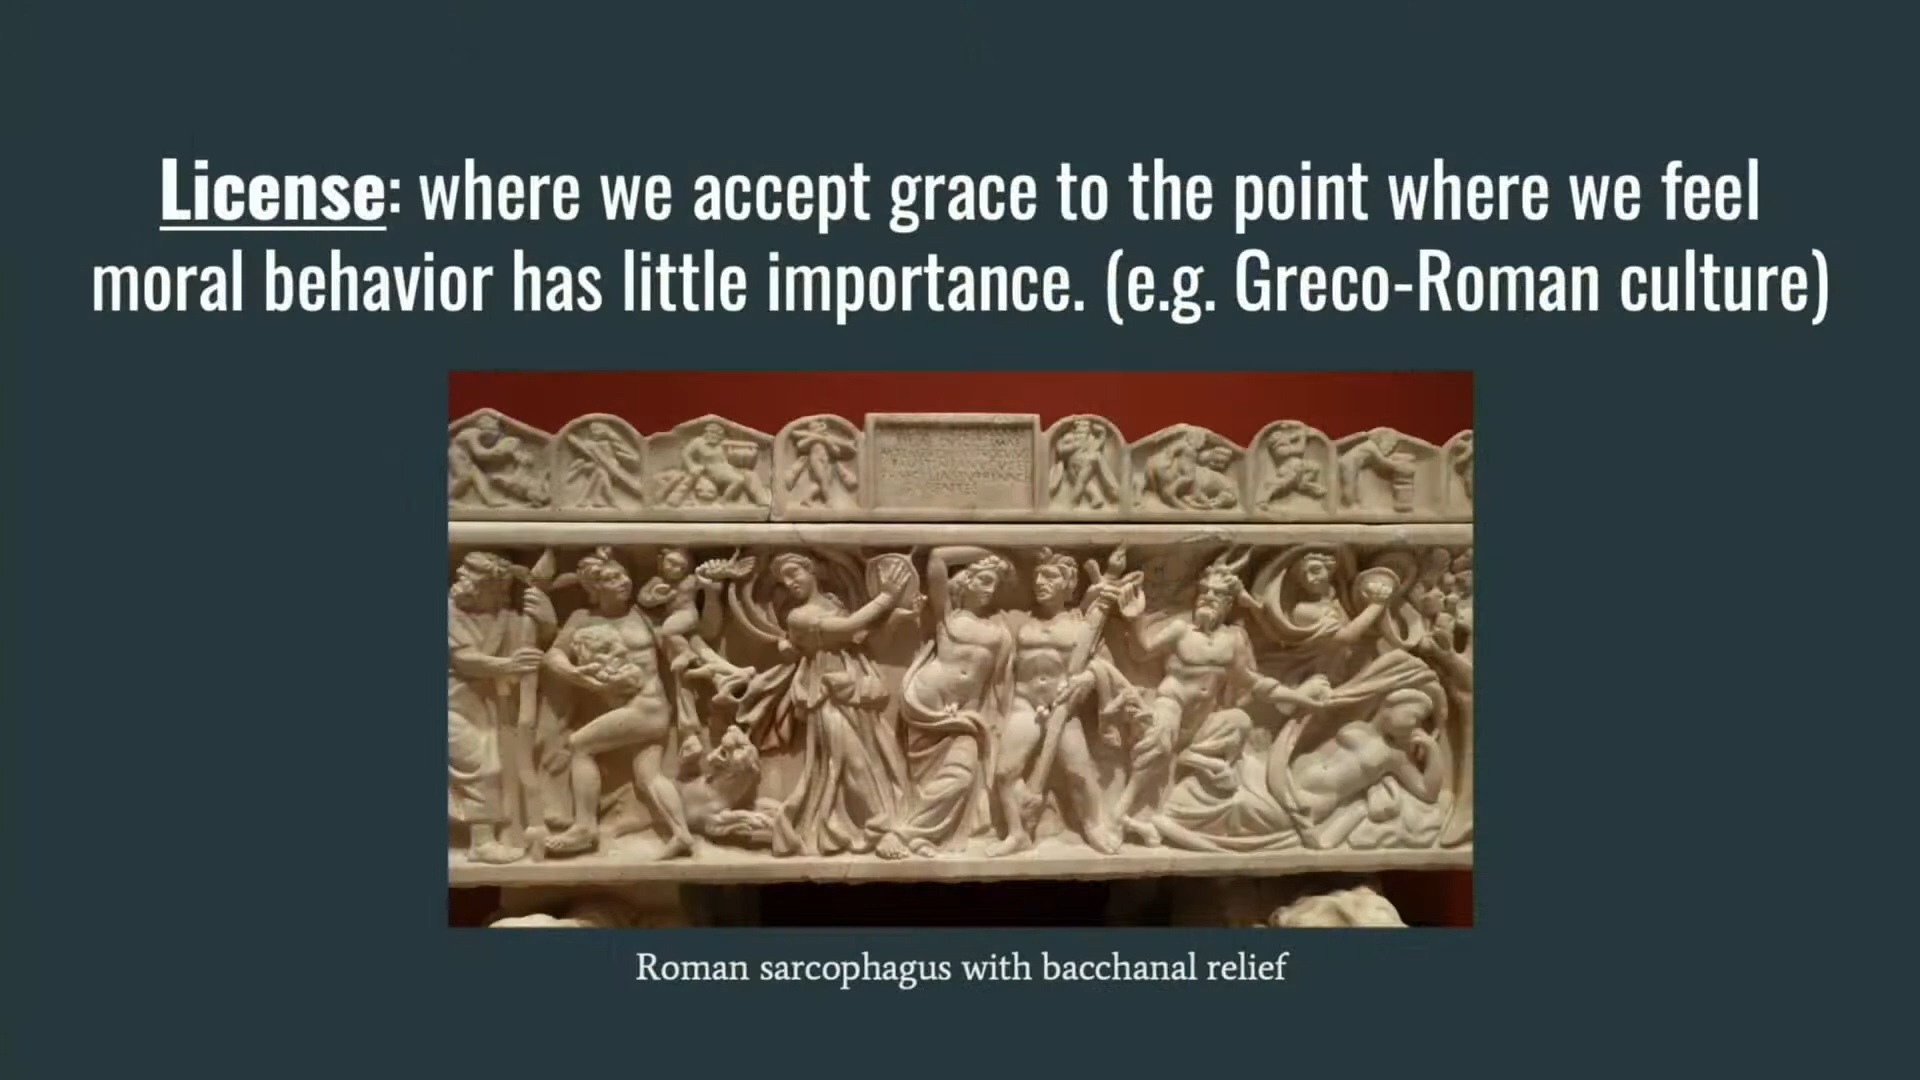 License: where we accept grace to the point where we feel
moral behavior has little importance. (e.g. Greco-Roman culture)
Roman sarcophagus with bacchanal relief